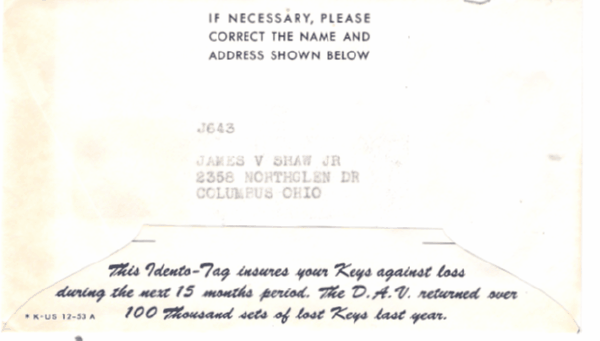 IF NECESSARY, PLEASE
CORRECT THE NAME AND
ADDRESS SHOWN BELOW
J643
JAMES V SHAW JR
2358 NORTHGLEN DR
COLUMBUS OHIO
This Idento-Tag insures your Keys against loss
during the next 15 months period. The D.A.V. returned over
100 Thousand sets of lost Keys last year.
* K-US 12-53 A